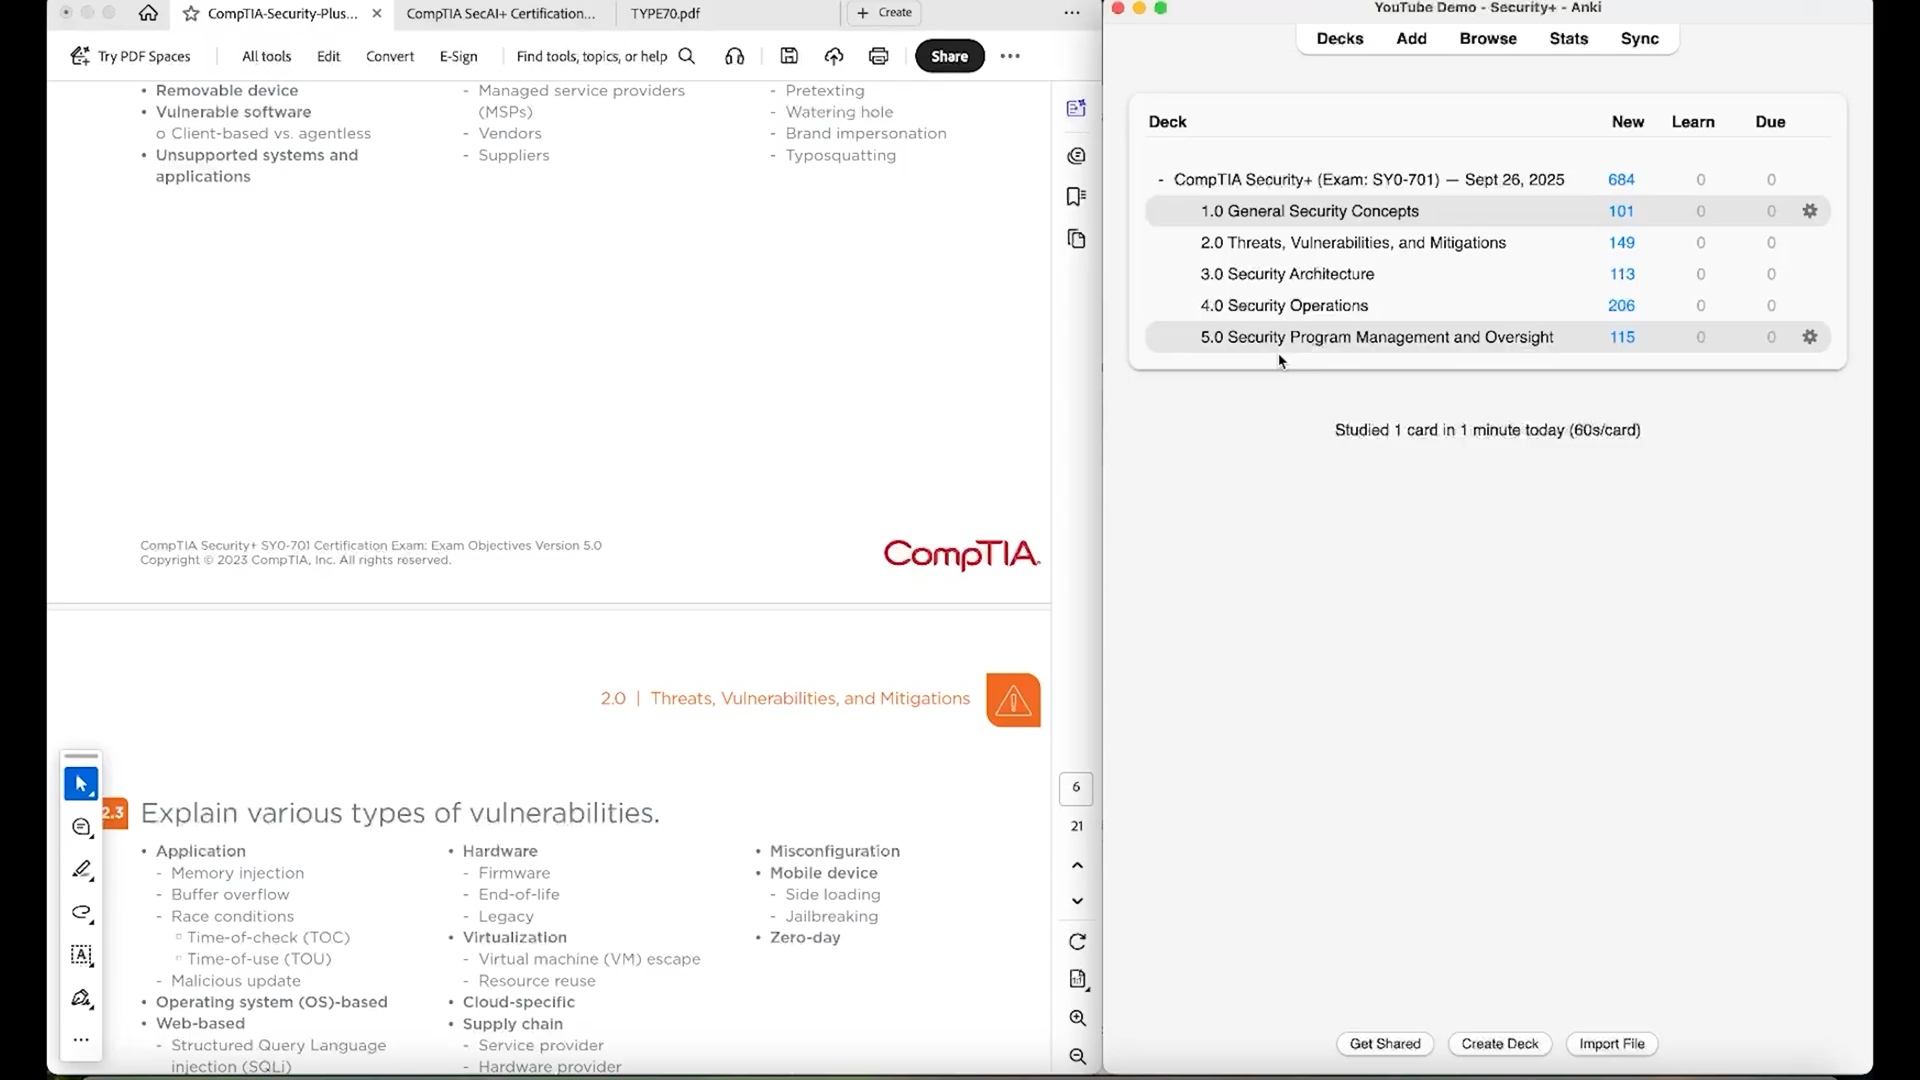 CompTIA-Security-Plus...
CompTIA SecAI+ Certification...
TYPE70.pdf
Create
Try PDF Spaces
All tools
Edit
Convert
E-Sign
Find tools, topics, or help
Share
• Removable device
• Vulnerable software
o Client-based vs. agentless
• Unsupported systems and
applications
- Managed service providers
(MSPs)
- Vendors
- Suppliers
- Pretexting
- Watering hole
- Brand impersonation
- Typosquatting
CompTIA Security+ SY0-701 Certification Exam: Exam Objectives Version 5.0
Copyright © 2023 CompTIA, Inc. All rights reserved.
CompTIA.
2.0 | Threats, Vulnerabilities, and Mitigations
2.3 Explain various types of vulnerabilities.
• Application
- Memory injection
- Buffer overflow
- Race conditions
Time-of-check (TOC)
Time-of-use (TOU)
- Malicious update
• Operating system (OS)-based
• Web-based
- Structured Query Language
injection (SQLi)
• Hardware
- Firmware
- End-of-life
- Legacy
• Virtualization
- Virtual machine (VM) escape
- Resource reuse
• Cloud-specific
• Supply chain
- Service provider
- Hardware provider
• Misconfiguration
• Mobile device
- Side loading
- Jailbreaking
• Zero-day
6
21
YouTube Demo - Security+ - Anki
Decks Add Browse Stats Sync
Deck New Learn Due
- CompTIA Security+ (Exam: SY0-701) — Sept 26, 2025 684 0 0
1.0 General Security Concepts 101 0 0
2.0 Threats, Vulnerabilities, and Mitigations 149 0 0
3.0 Security Architecture 113 0 0
4.0 Security Operations 206 0 0
5.0 Security Program Management and Oversight 115 0 0
Studied 1 card in 1 minute today (60s/card)
Get Shared Create Deck Import File